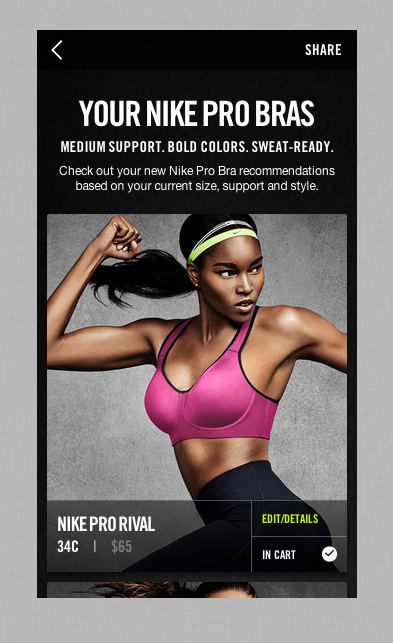 SHARE
YOUR NIKE PRO BRAS
MEDIUM SUPPORT. BOLD COLORS. SWEAT-READY.
Check out your new Nike Pro Bra recommendations
based on your current size, support and style.
NIKE PRO RIVAL
34C | $65
EDIT/DETAILS
IN CART